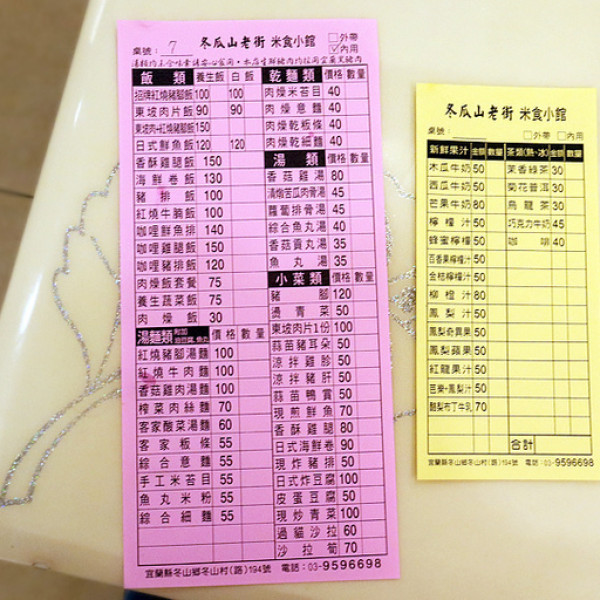 冬瓜山老街 米食小館
桌號: 7
外帶
內用
飯類 養生飯 白飯
招牌紅燒豬腳飯 100 100
東坡肉片飯 90 90
東坡肉+紅燒豬腳飯 150
日式鮮魚飯 120 120
香酥雞腿飯 150
海鮮卷飯 130
豬排飯 100
紅燒牛腩飯 100
咖哩鮮魚排 140
咖哩雞腿飯 150
咖哩豬排飯 120
肉燥飯套餐 75
養生蔬菜飯 75
肉燥飯 30
湯麵類 價格 數量
紅燒豬腳湯麵 100
紅燒牛肉麵 100
香菇雞肉湯麵 100
榨菜肉絲麵 70
客家酸菜湯麵 60
客家粄條 55
綜合意麵 55
手工米苔目 55
魚丸米粉 55
綜合細麵 55
乾麵類 價格 數量
肉燥米苔目 40
肉燥意麵 40
肉燥乾粄條 40
肉燥乾細麵 40
湯類 價格 數量
香菇雞湯 80
清燉苦瓜肉骨湯 45
蘿蔔排骨湯 45
綜合魚丸湯 40
香菇貢丸湯 35
魚丸湯 35
小菜類 價格 數量
豬腳 120
燙青菜 50
東坡肉片1份 100
蒜苗豬耳朵 50
涼拌雞胗 50
涼拌豬肝 50
蒜苗鴨賞 50
現煎鮮魚 70
香酥雞腿 80
日式海鮮卷 90
現炸豬排 50
日式炸豆腐 100
皮蛋豆腐 50
現炒青菜 100
過貓沙拉 60
沙拉筍 70
宜蘭縣冬山鄉冬山村(路)194號 電話:03-9596698
冬瓜山老街 米食小館
桌號:
外帶 內用
新鮮果汁 金額 數量 茶類(熱·冰) 金額 數量
木瓜牛奶 50 茉香綠茶 30
西瓜牛奶 50 菊花普洱 30
芒果牛奶 80 烏龍茶 30
檸檬汁 50 巧克力牛奶 45
蜂蜜檸檬 50 咖啡 40
百香果檸檬汁 50
金桔檸檬汁 50
柳橙汁 80
鳳梨汁 50
鳳梨奇異果 50
鳳梨蘋果 50
紅龍果汁 50
芭樂+鳳梨汁 50
酪梨布丁牛乳 70
合計
宜蘭縣冬山鄉冬山村(路)194號 電話:03-9596698